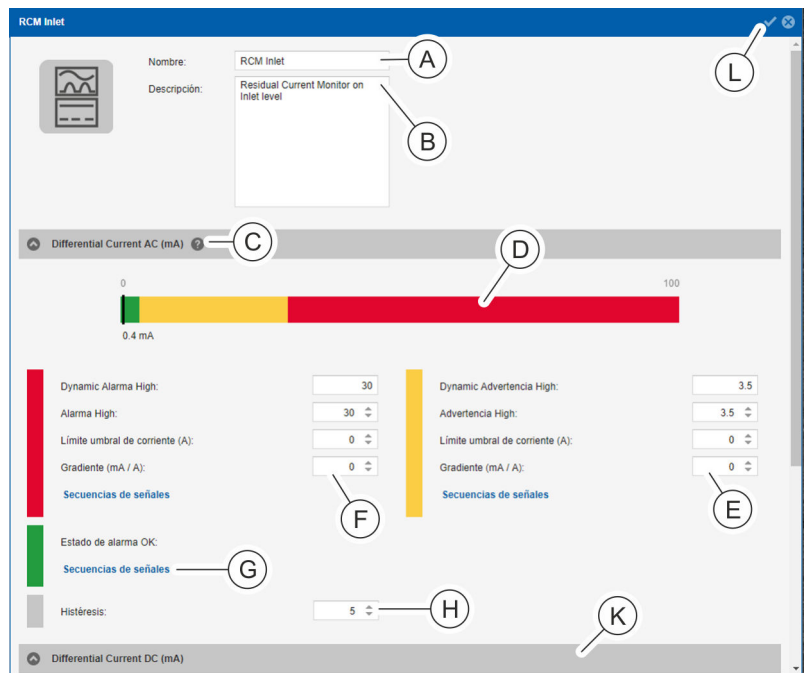 RCM Inlet
L
Nombre:
RCM Inlet
A
Descripción:
Residual Current Monitor on
Inlet level
B
Differential Current AC (mA) ?
C
D
0
100
0.4 mA
Dynamic Alarma High:
30
Dynamic Advertencia High:
3.5
Alarma High:
30
Advertencia High:
3.5
Límite umbral de corriente (A):
0
Límite umbral de corriente (A):
0
Gradiente (mA / A):
0
Gradiente (mA / A):
0
Secuencias de señales
F
Secuencias de señales
E
Estado de alarma OK:
Secuencias de señales
G
Histéresis:
5
H
K
Differential Current DC (mA)